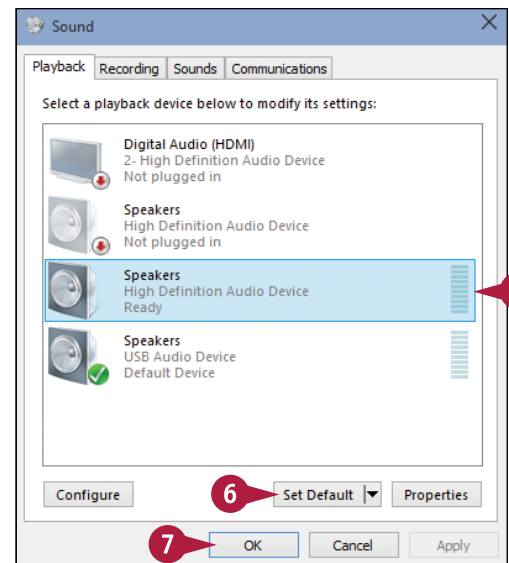 Sound
Playback
Recording
Sounds
Communications
Select a playback device below to modify its settings:
Digital Audio (HDMI)
2- High Definition Audio Device
Not plugged in
Speakers
High Definition Audio Device
Not plugged in
Speakers
High Definition Audio Device
Ready
Speakers
USB Audio Device
Default Device
Configure
6
Set Default
Properties
7
OK
Cancel
Apply